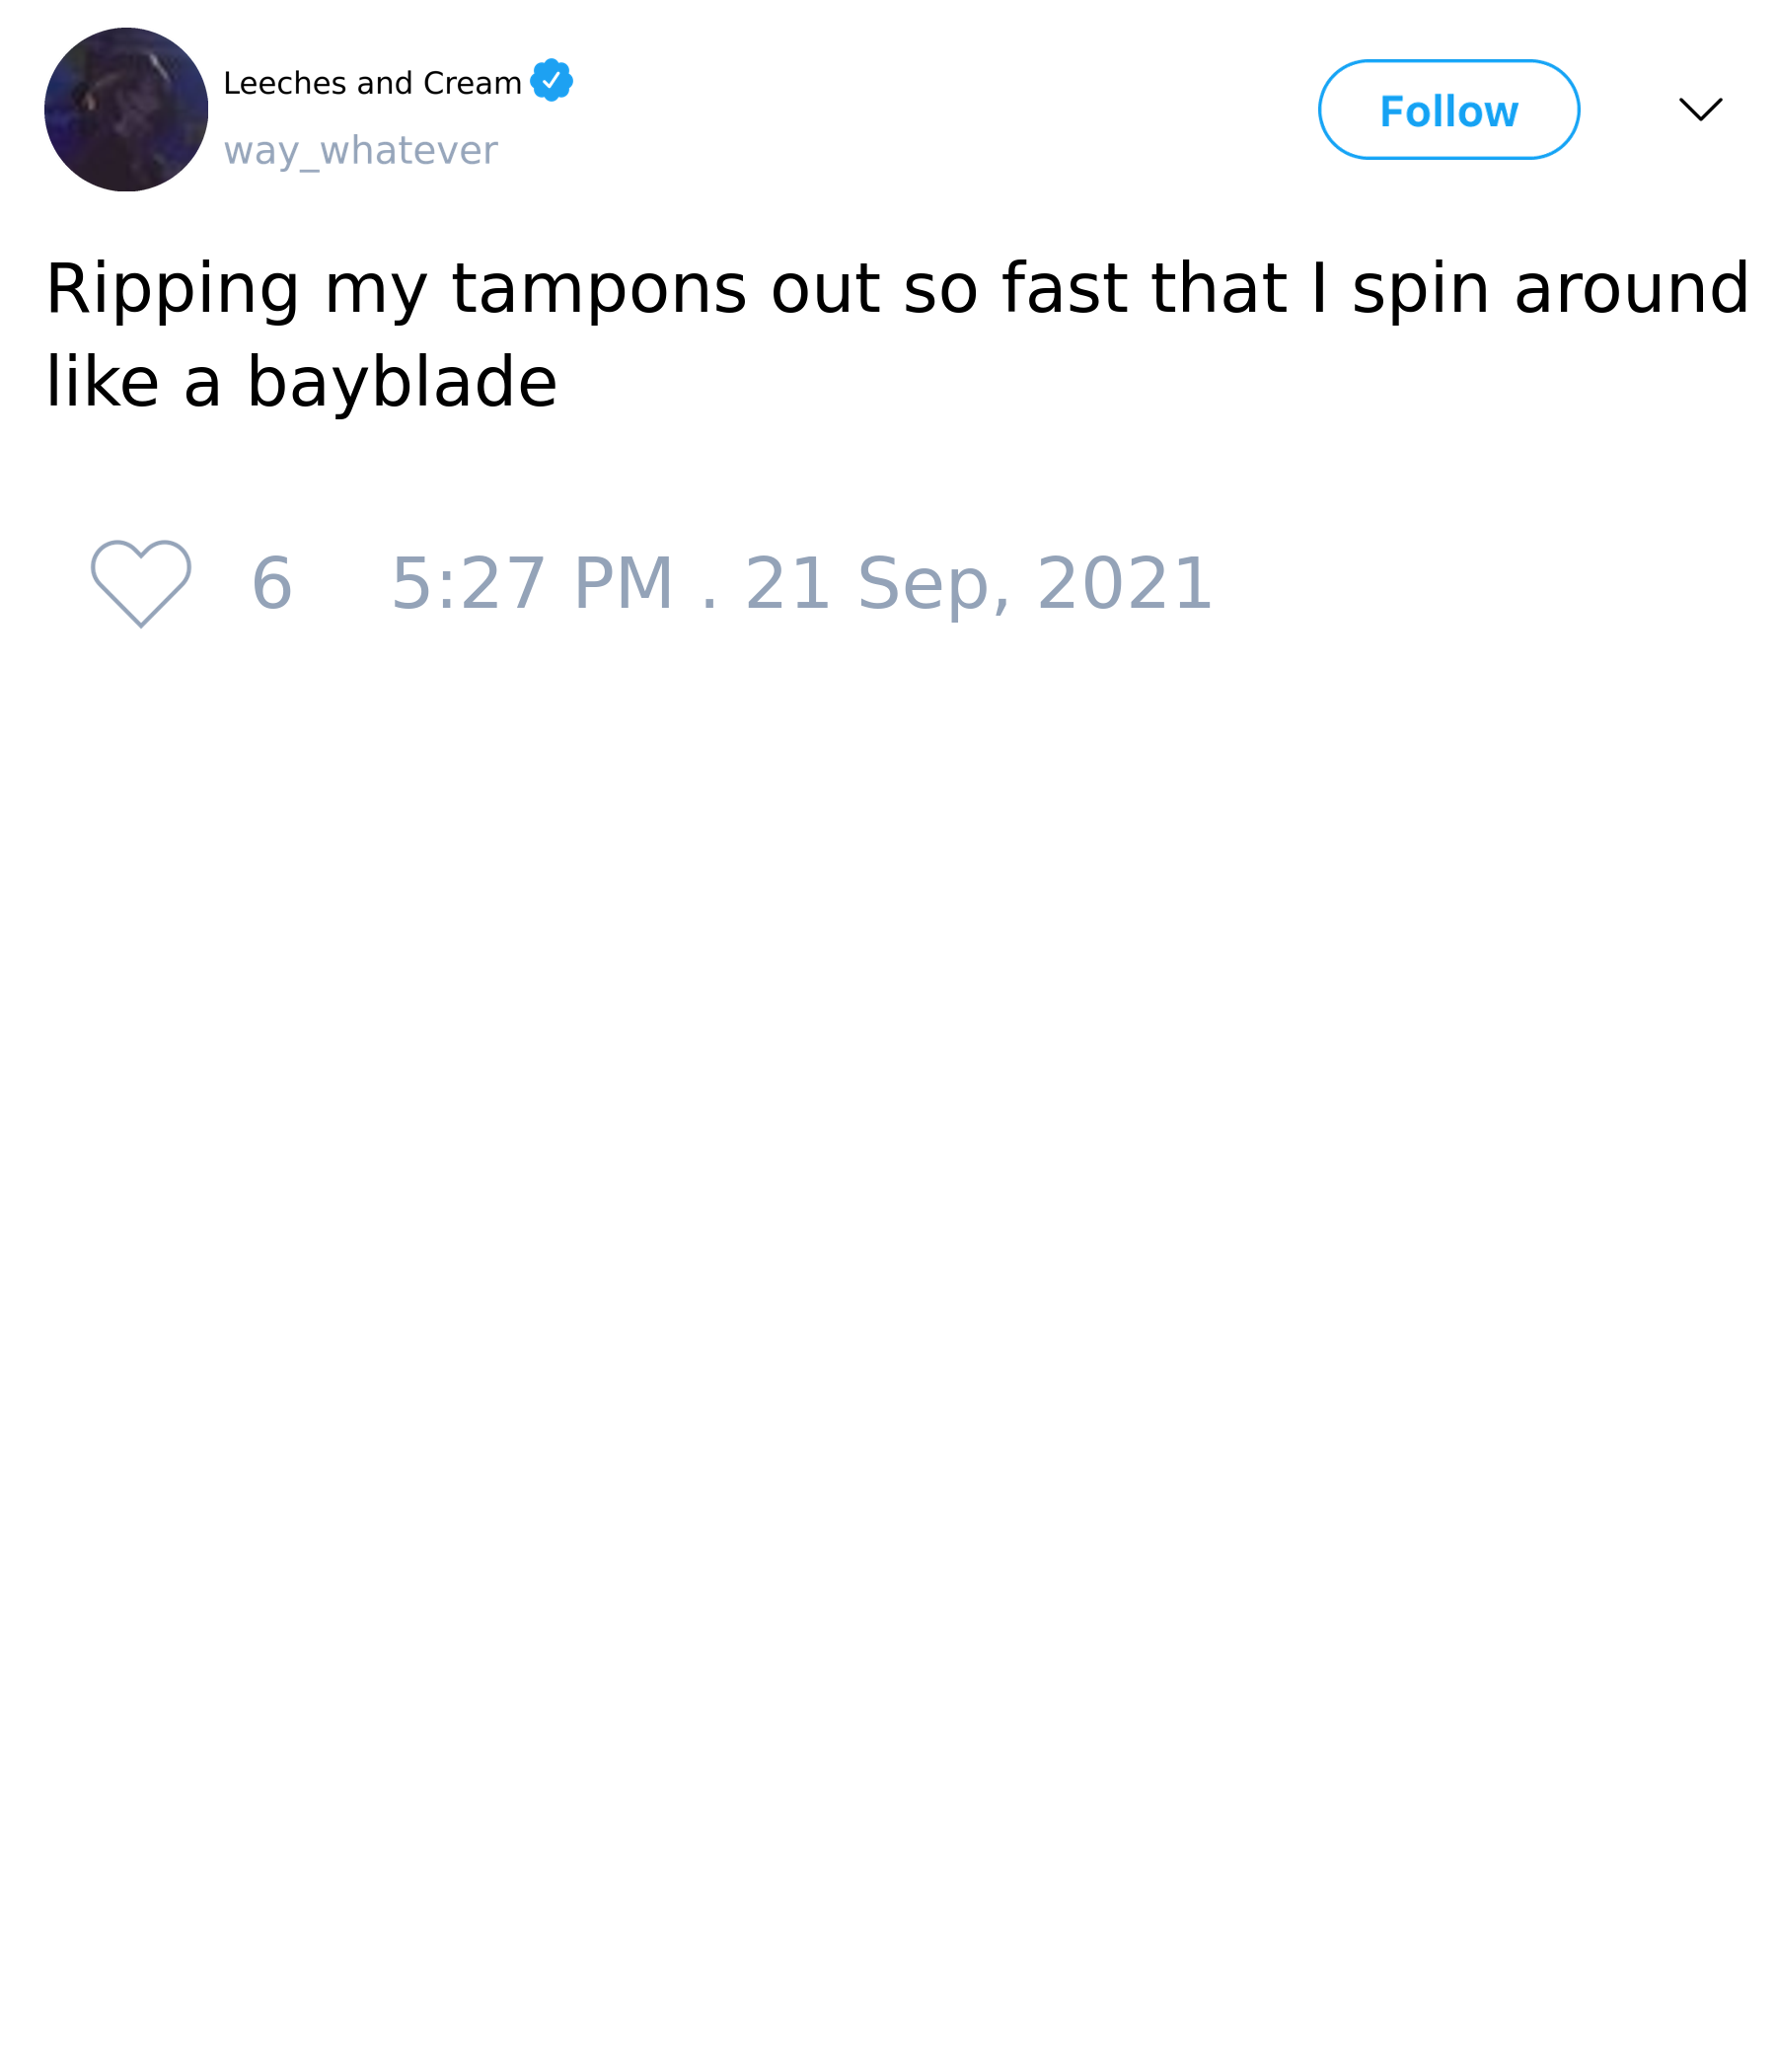 Leeches and Cream
way_whatever
Follow
Ripping my tampons out so fast that I spin around
like a bayblade
6 5:27 PM . 21 Sep, 2021